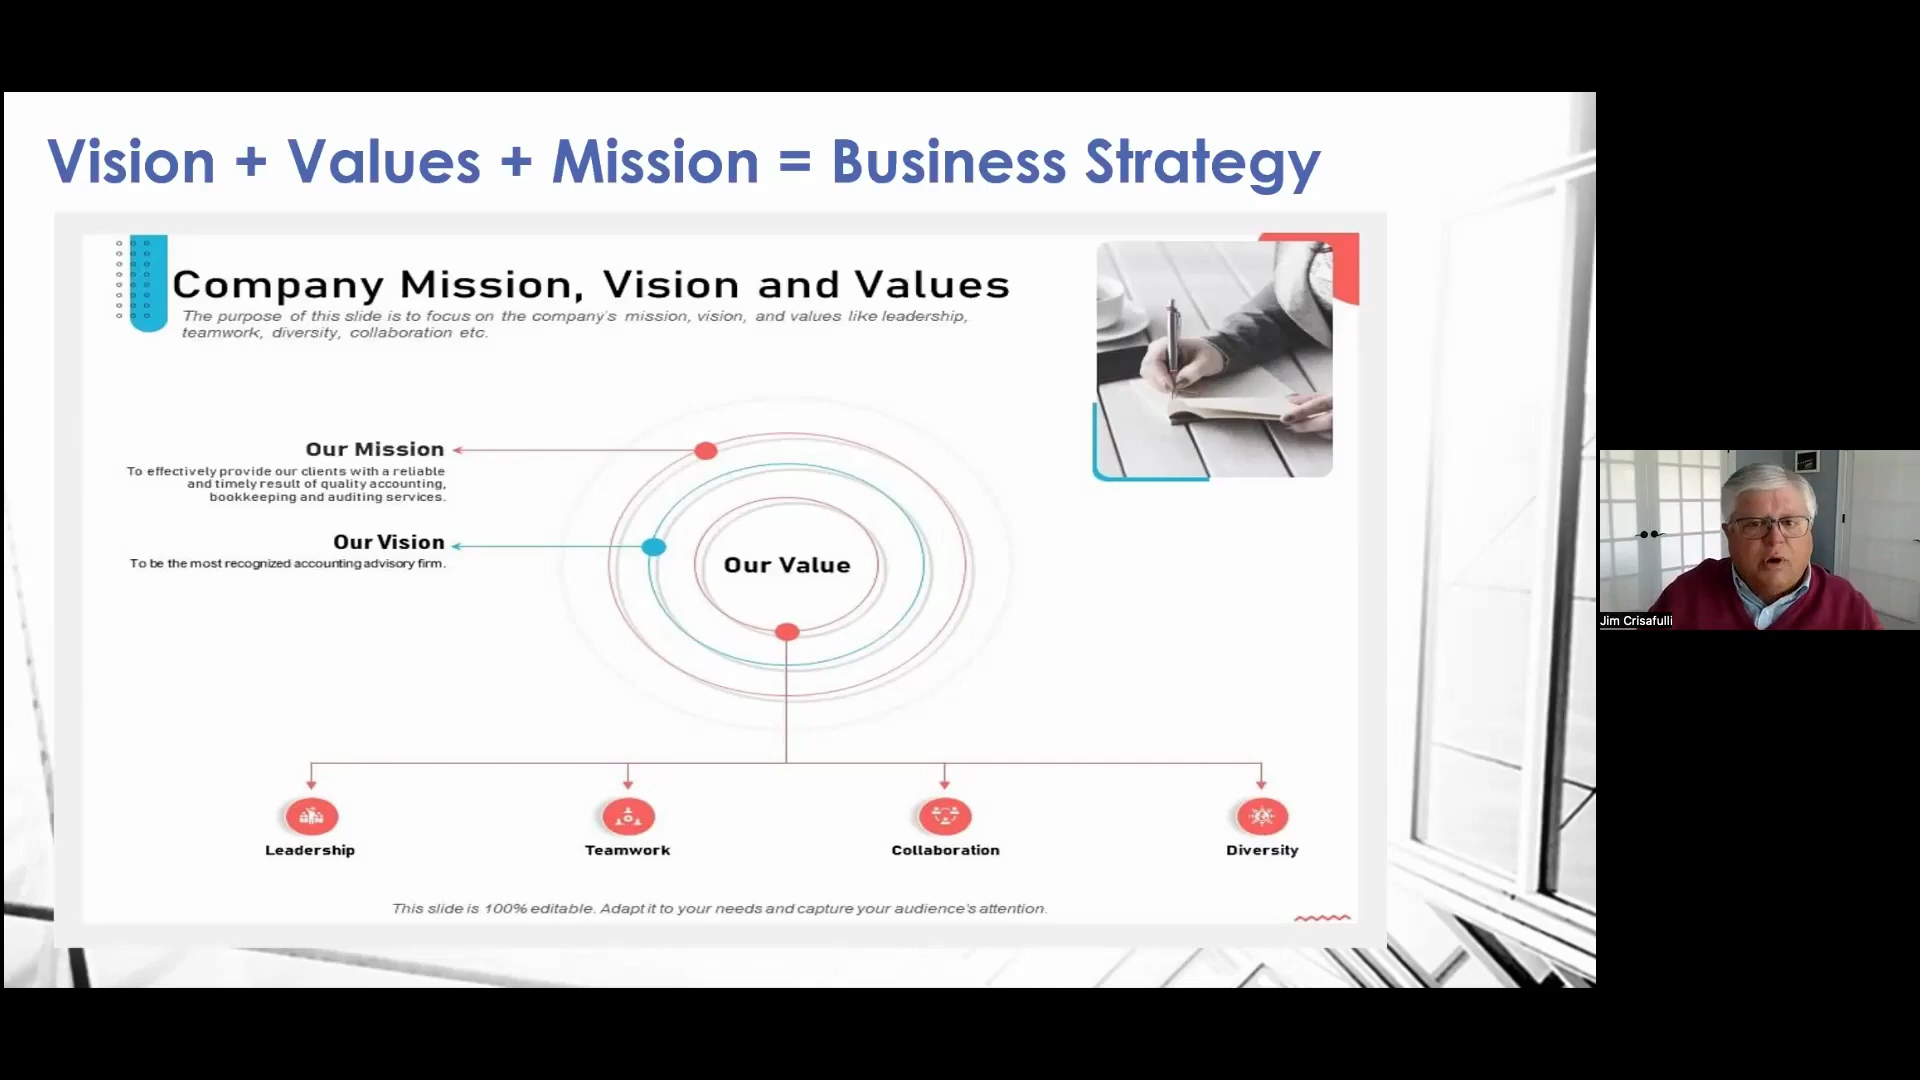 Vision + Values + Mission = Business Strategy
Company Mission, Vision and Values
The purpose of this slide is to focus on the company's mission, vision, and values like leadership,
teamwork, diversity, collaboration etc.
Our Mission
To effectively provide our clients with a reliable
and timely result of quality accounting,
bookkeeping and auditing services.
Our Vision
To be the most recognized accounting advisory firm.
Our Value
Leadership
Teamwork
Collaboration
Diversity
This slide is 100% editable. Adapt it to your needs and capture your audience's attention.
Jim Crisafulli